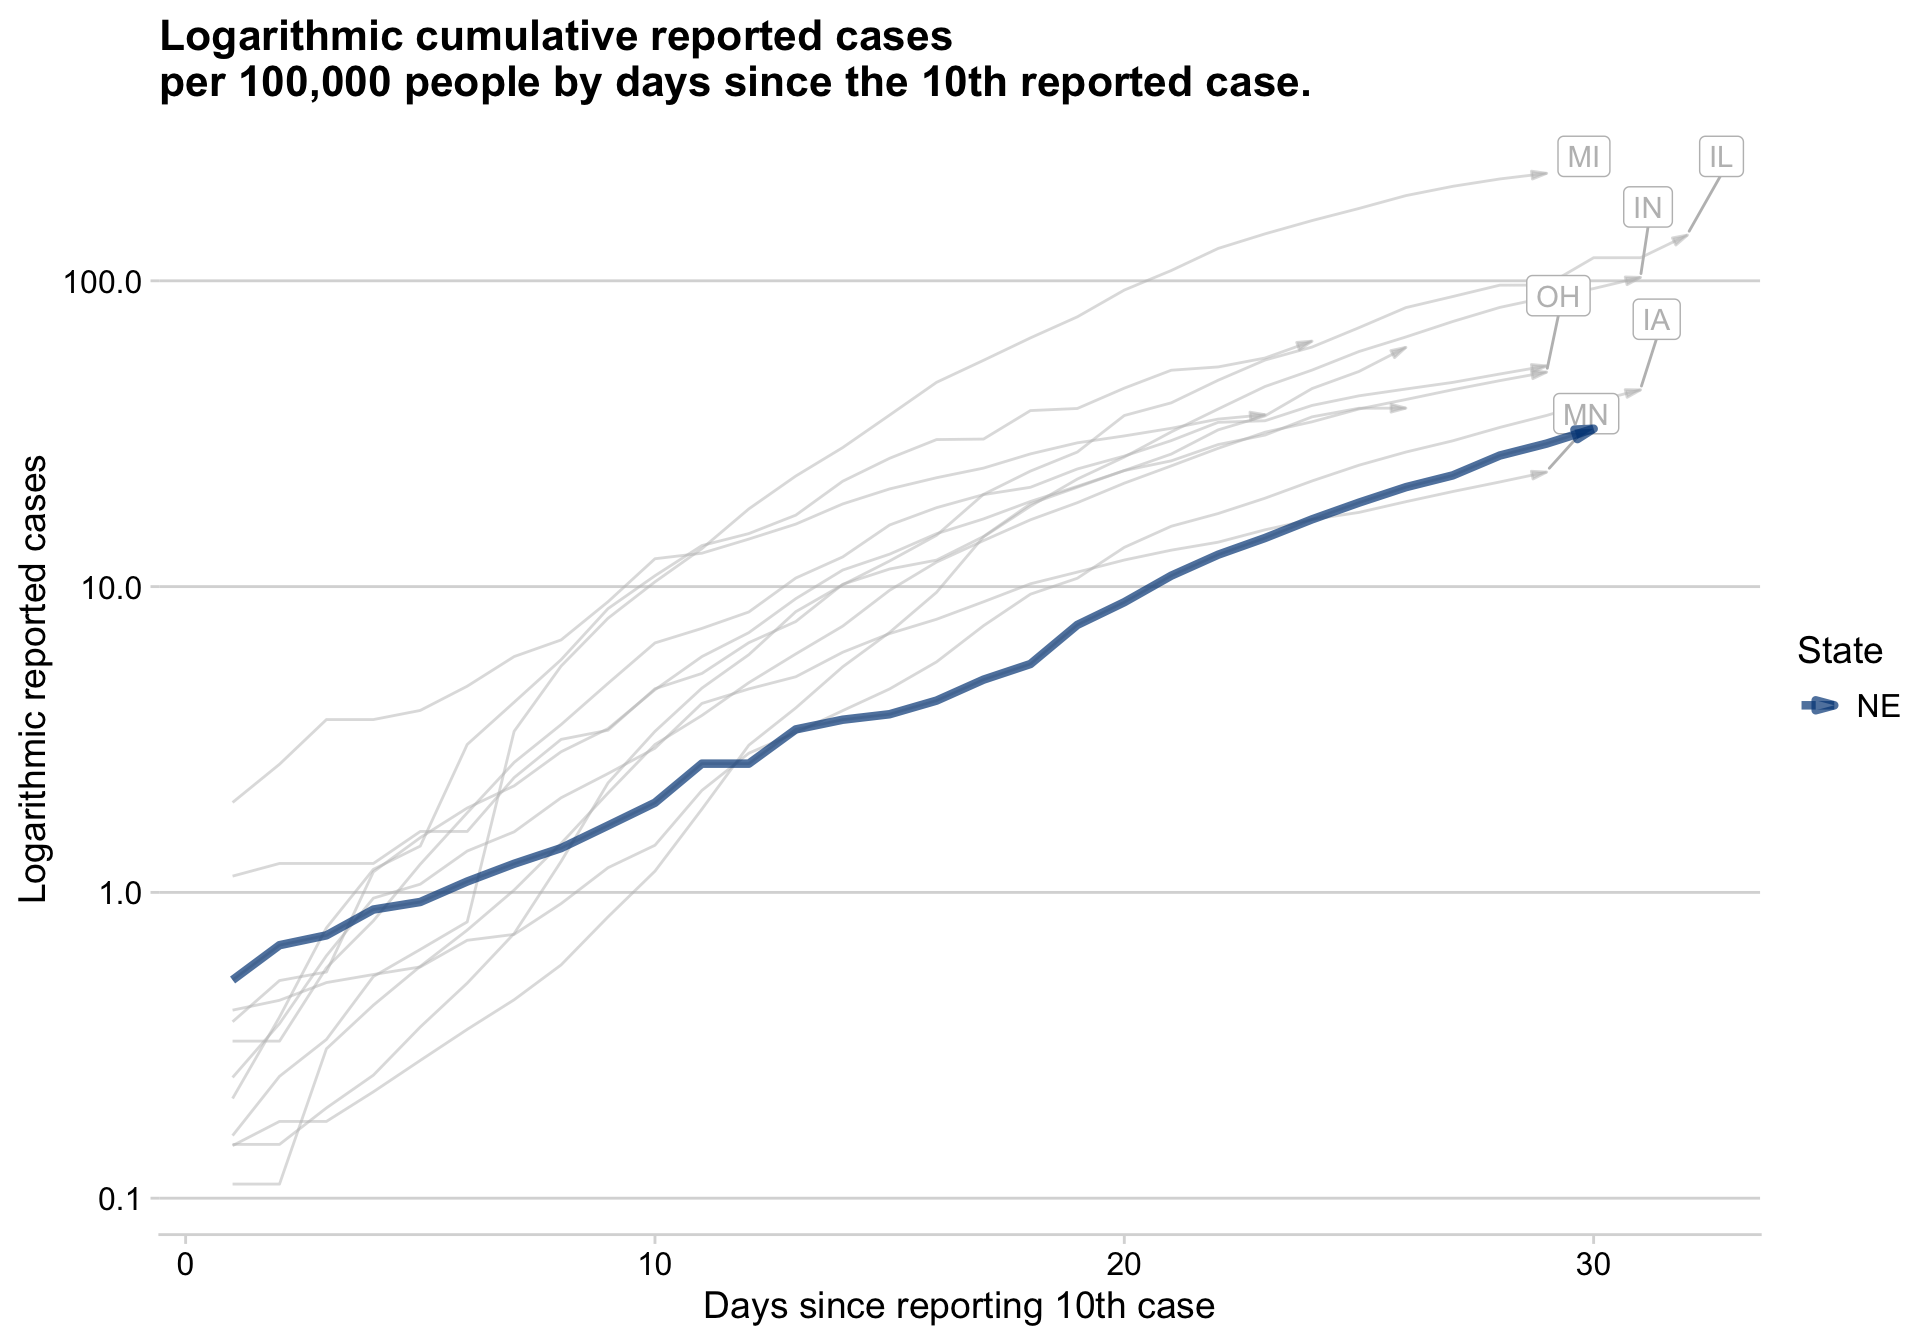 Logarithmic cumulative reported cases
per 100,000 people by days since the 10th reported case.
MI
IL
IN
100.0
OH
IA
MN
10.0
1.0
0.1
Logarithmic reported cases
State
NE
0
10
20
30
Days since reporting 10th case